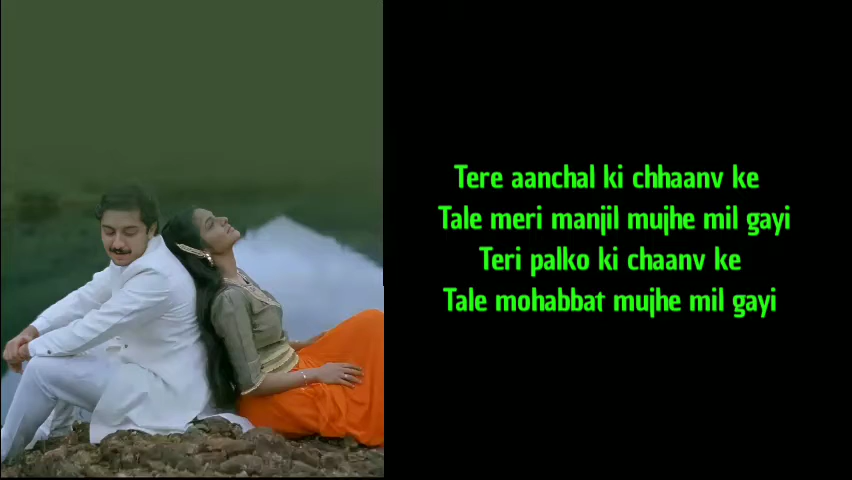 Tere aanchal ki chhaanv ke
Tale meri manjil mujhe mil gayi
Teri palko ki chaanv ke
Tale mohabbat mujhe mil gayi